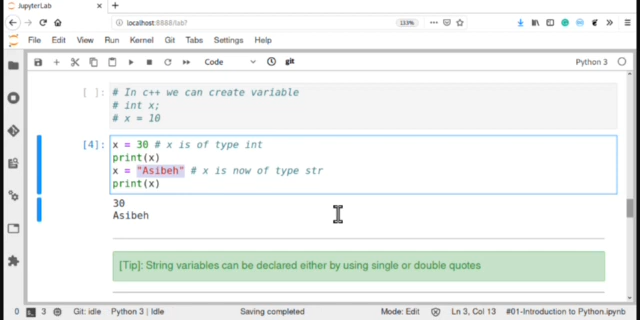 JupyterLab
localhost:8888/lab?
133%
File Edit View Run Kernel Git Tabs Settings Help
Code
git
Python 3
[ ]: # In c++ we can create variable
# int x;
# x = 10
[4]: x = 30 # x is of type int
print(x)
x = "Asibeh" # x is now of type str
print(x)
30
Asibeh
[Tip]: String variables can be declared either by using single or double quotes
0 3 Git: idle Python 3 | Idle Saving completed Mode: Edit Ln 3, Col 13 #01-Introduction to Python.ipynb